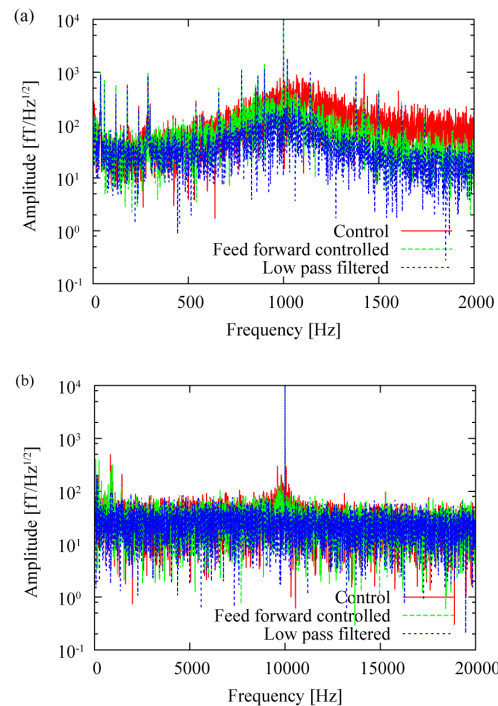 (a)
10^4
10^3
10^2
10^1
10^0
10^-1
Amplitude [fT/Hz^1/2]
Control
Feed forward controlled
Low pass filtered
0 500 1000 1500 2000
Frequency [Hz]
(b)
10^4
10^3
10^2
10^1
10^0
10^-1
Amplitude [fT/Hz^1/2]
Control
Feed forward controlled
Low pass filtered
0 5000 10000 15000 20000
Frequency [Hz]